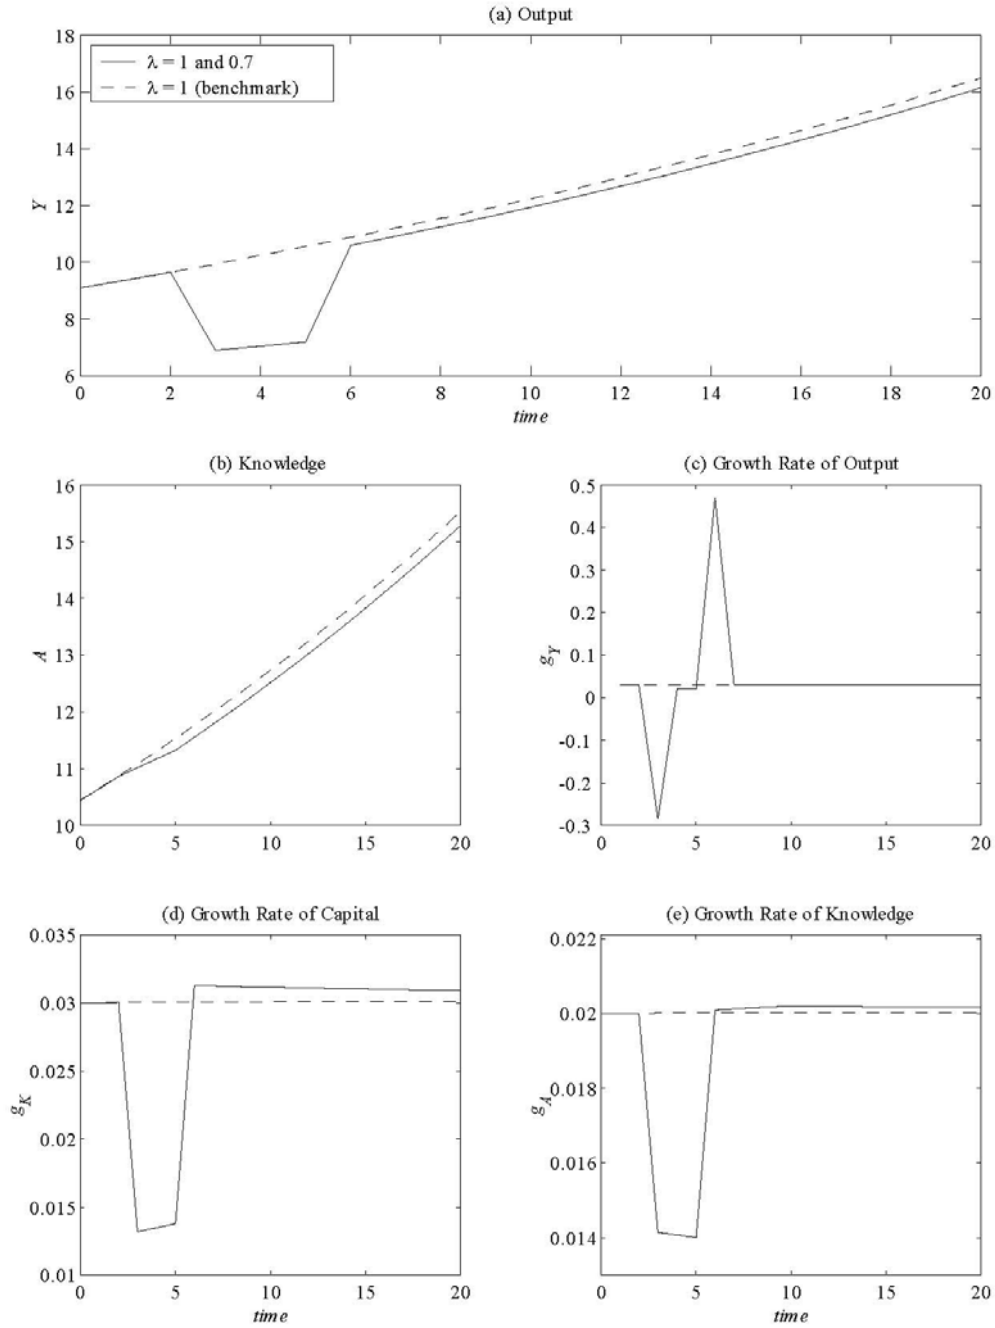 (a) Output
18
16
14
12
10
8
6
Y
λ = 1 and 0.7
λ = 1 (benchmark)
0 2 4 6 8 10 12 14 16 18 20
time
(b) Knowledge
16
15
14
13
12
11
10
A
0 5 10 15 20
(c) Growth Rate of Output
0.5
0.4
0.3
0.2
0.1
0
-0.1
-0.2
-0.3
gY
0 5 10 15 20
(d) Growth Rate of Capital
0.035
0.03
0.025
0.02
0.015
0.01
gK
0 5 10 15 20
time
(e) Growth Rate of Knowledge
0.022
0.02
0.018
0.016
0.014
gA
0 5 10 15 20
time